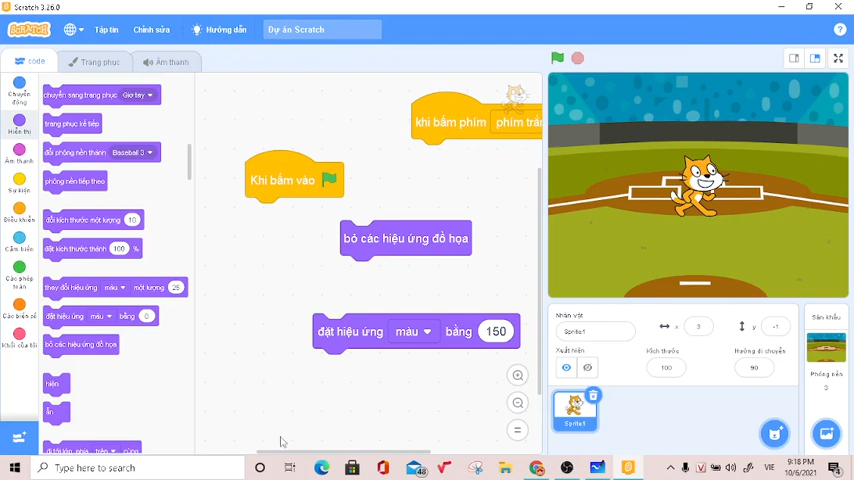 Scratch 3.26.0
SCRATCH
Tập tin
Chỉnh sửa
Hướng dẫn
Dự án Scratch
code
Trang phục
Âm thanh
Chuyển động
Hiển thị
Âm thanh
Sự kiện
Điều khiển
Cảm biến
Các phép toán
Các biến số
Khối của tôi
chuyển sang trang phục Gio tay
trang phục kế tiếp
đổi phông nền thành Baseball 3
phông nền tiếp theo
đổi kích thước một lượng 10
đặt kích thước thành 100 %
thay đổi hiệu ứng màu một lượng 25
đặt hiệu ứng màu bằng 0
bỏ các hiệu ứng đồ họa
hiện
ẩn
khi bấm phím phím trắn
Khi bấm vào
bỏ các hiệu ứng đồ họa
đặt hiệu ứng màu bằng 150
Nhân vật
Sprite1
x 3
y -1
Xuất hiện
Kích thước
100
Hướng di chuyển
90
Sprite1
Sân khấu
Phông nền
3
Type here to search
48
VIE
9:18 PM
10/6/2021
4